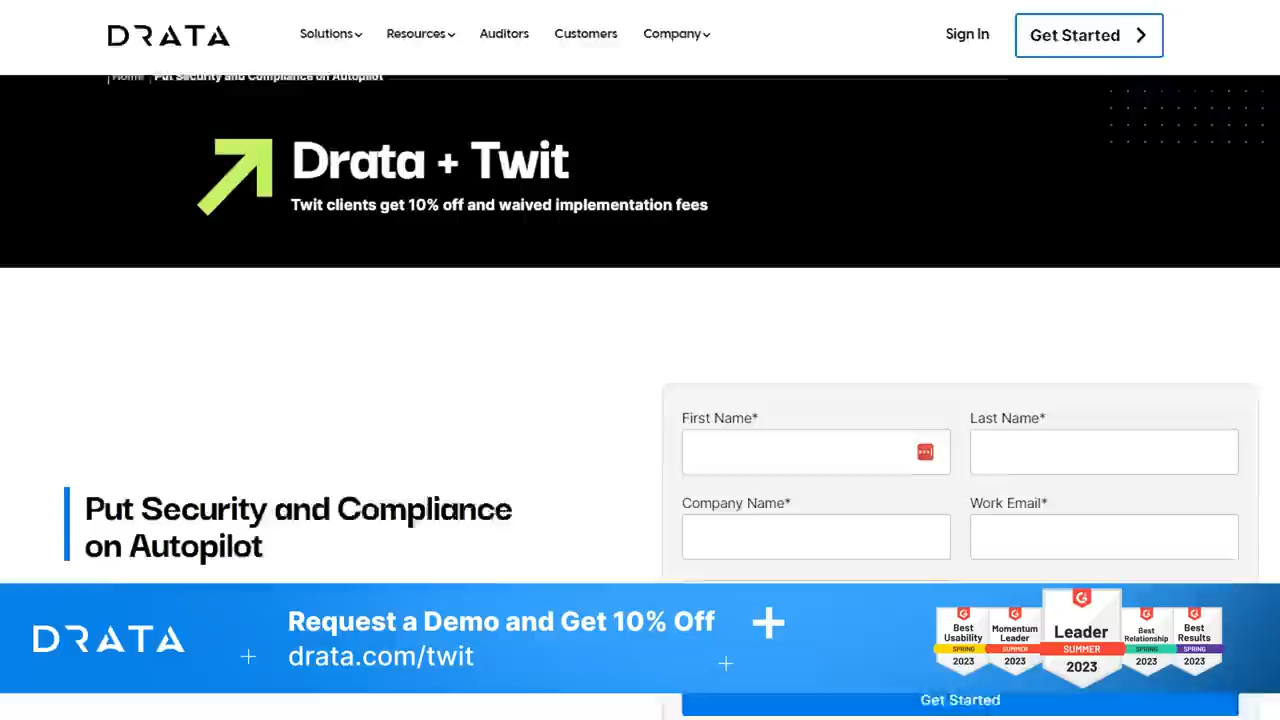 DRATA
Solutions
Resources
Auditors
Customers
Company
Sign In
Get Started
Home
Put Security and Compliance on Autopilot
Drata + Twit
Twit clients get 10% off and waived implementation fees
First Name*
Last Name*
Company Name*
Work Email*
Put Security and Compliance
on Autopilot
DRATA
Request a Demo and Get 10% Off
drata.com/twit
Best
Usability
SPRING
2023
Momentum
Leader
SUMMER
2023
Leader
SUMMER
2023
Best
Relationship
SPRING
2023
Best
Results
SPRING
2023
Get Started